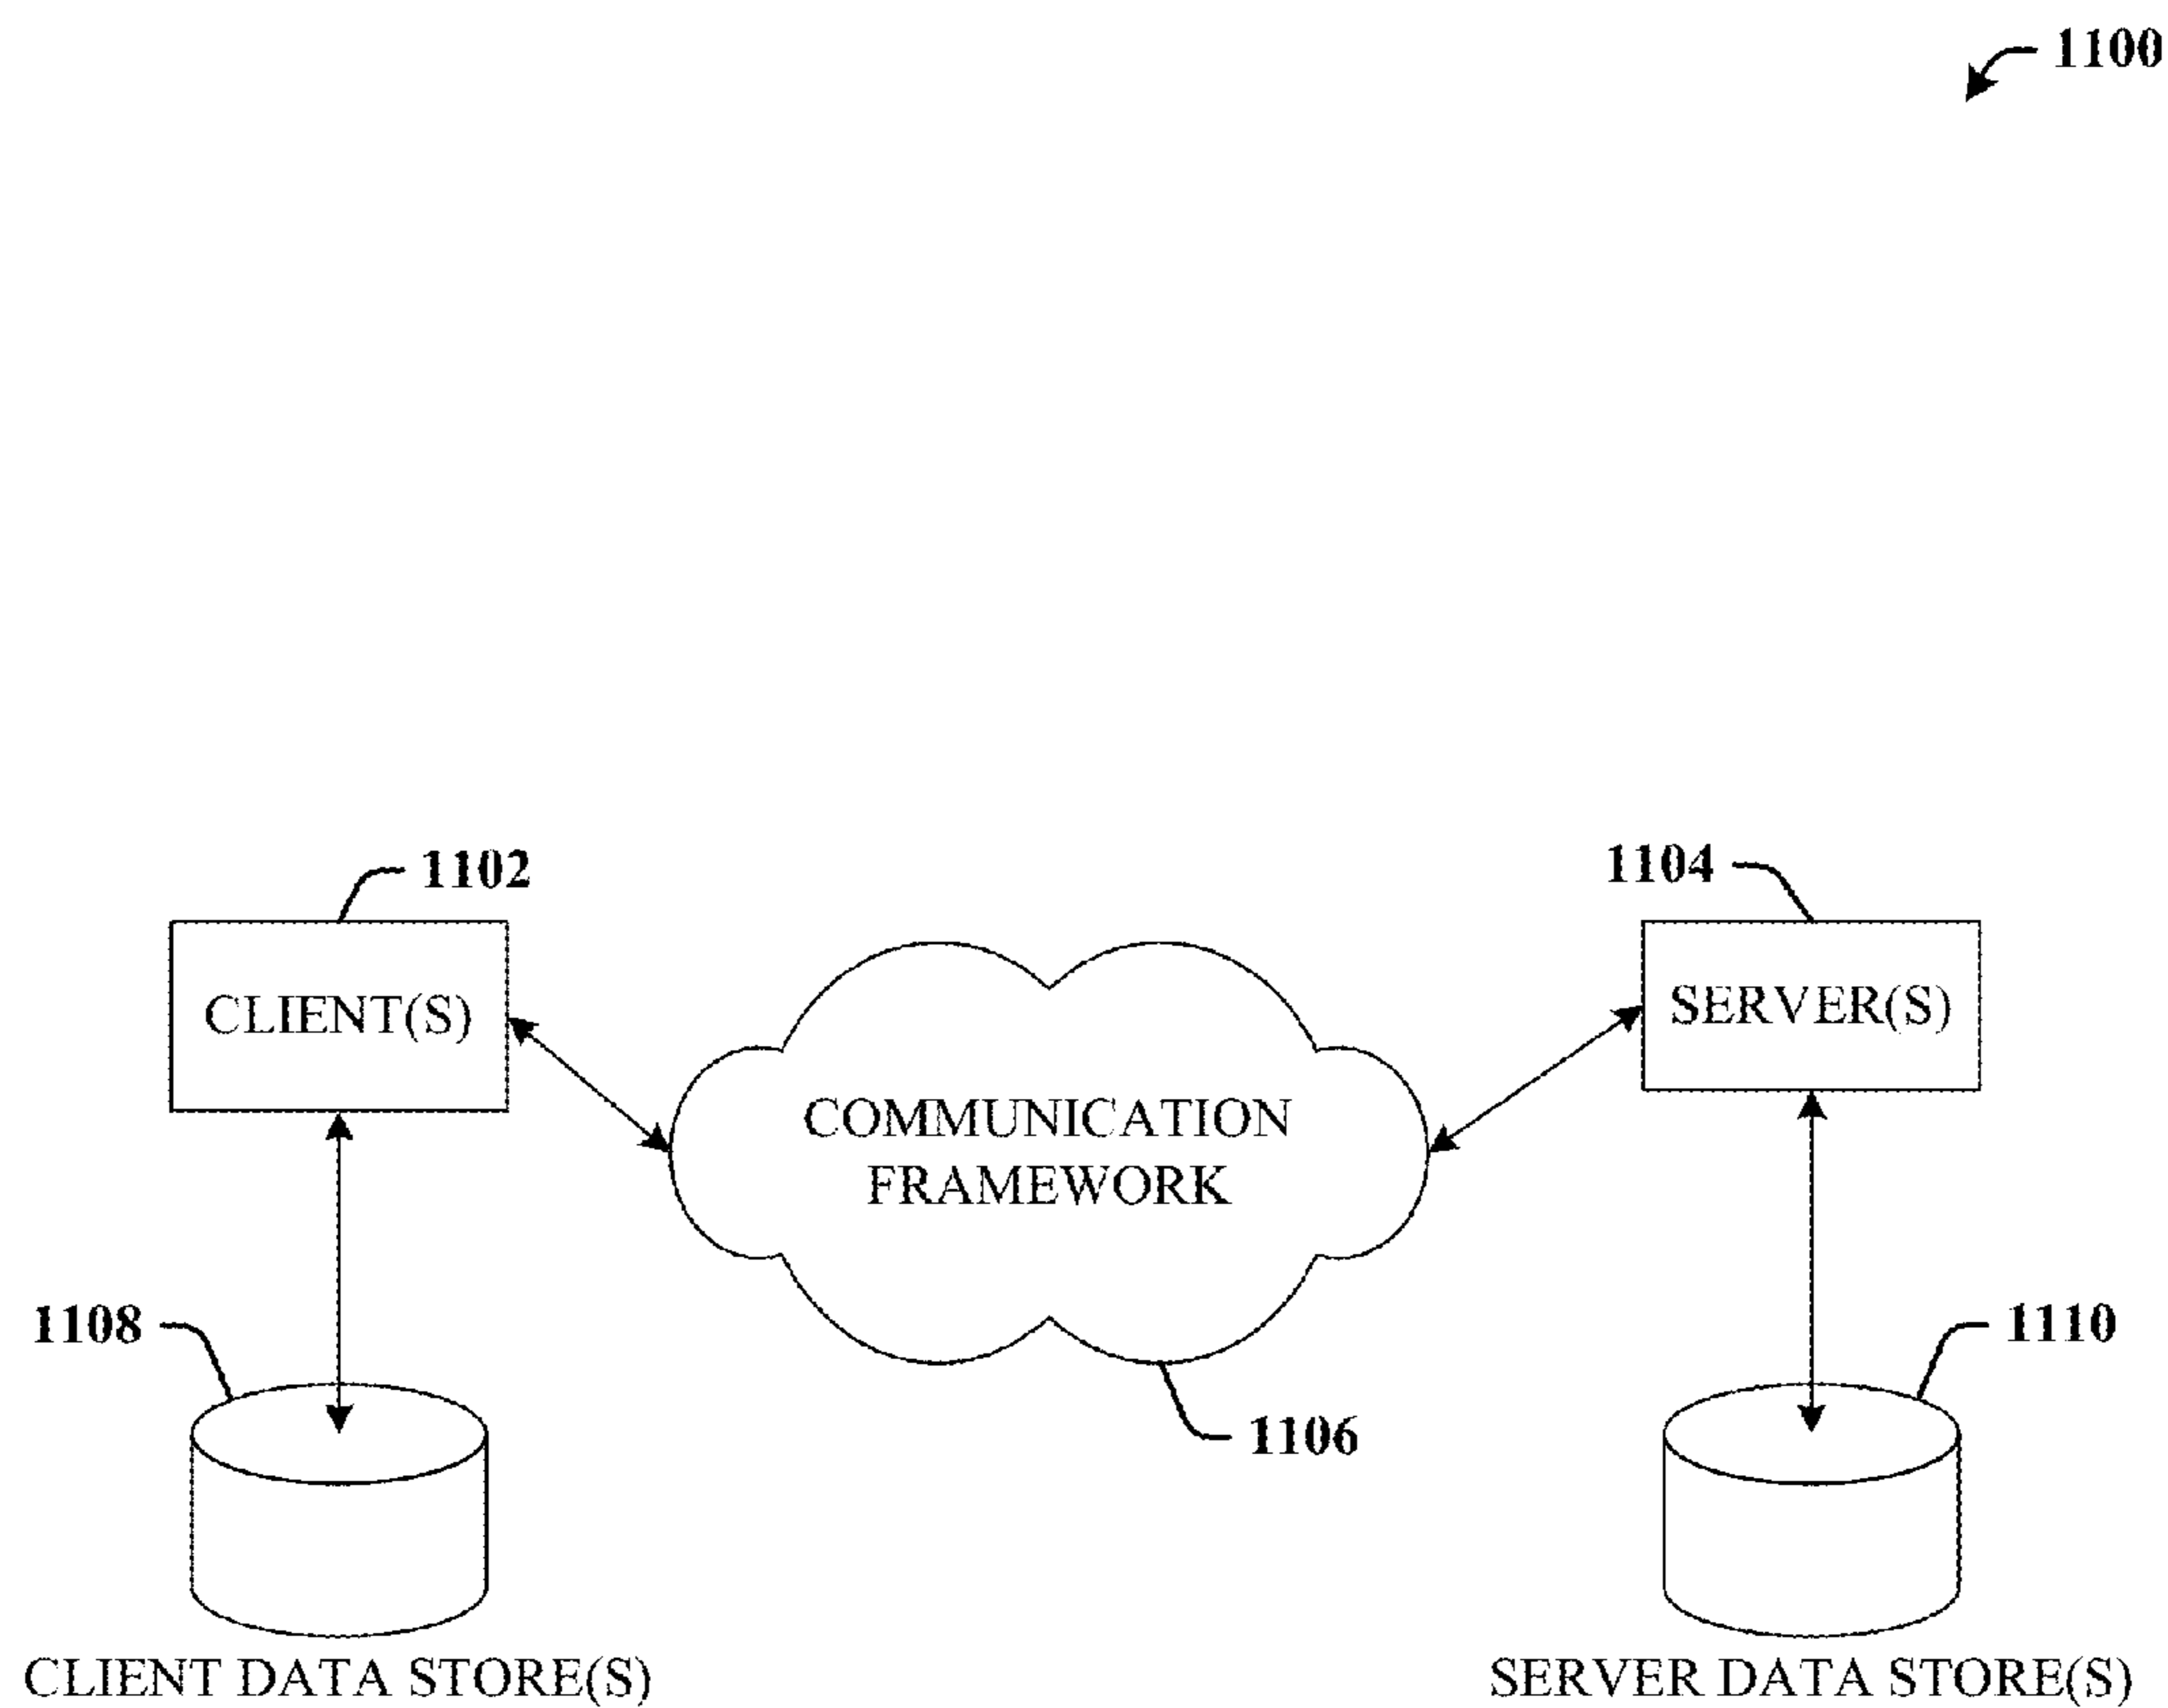 1100
1102
1104
CLIENT(S)
SERVER(S)
COMMUNICATION
FRAMEWORK
1108
1110
1106
CLIENT DATA STORE(S)
SERVER DATA STORE(S)